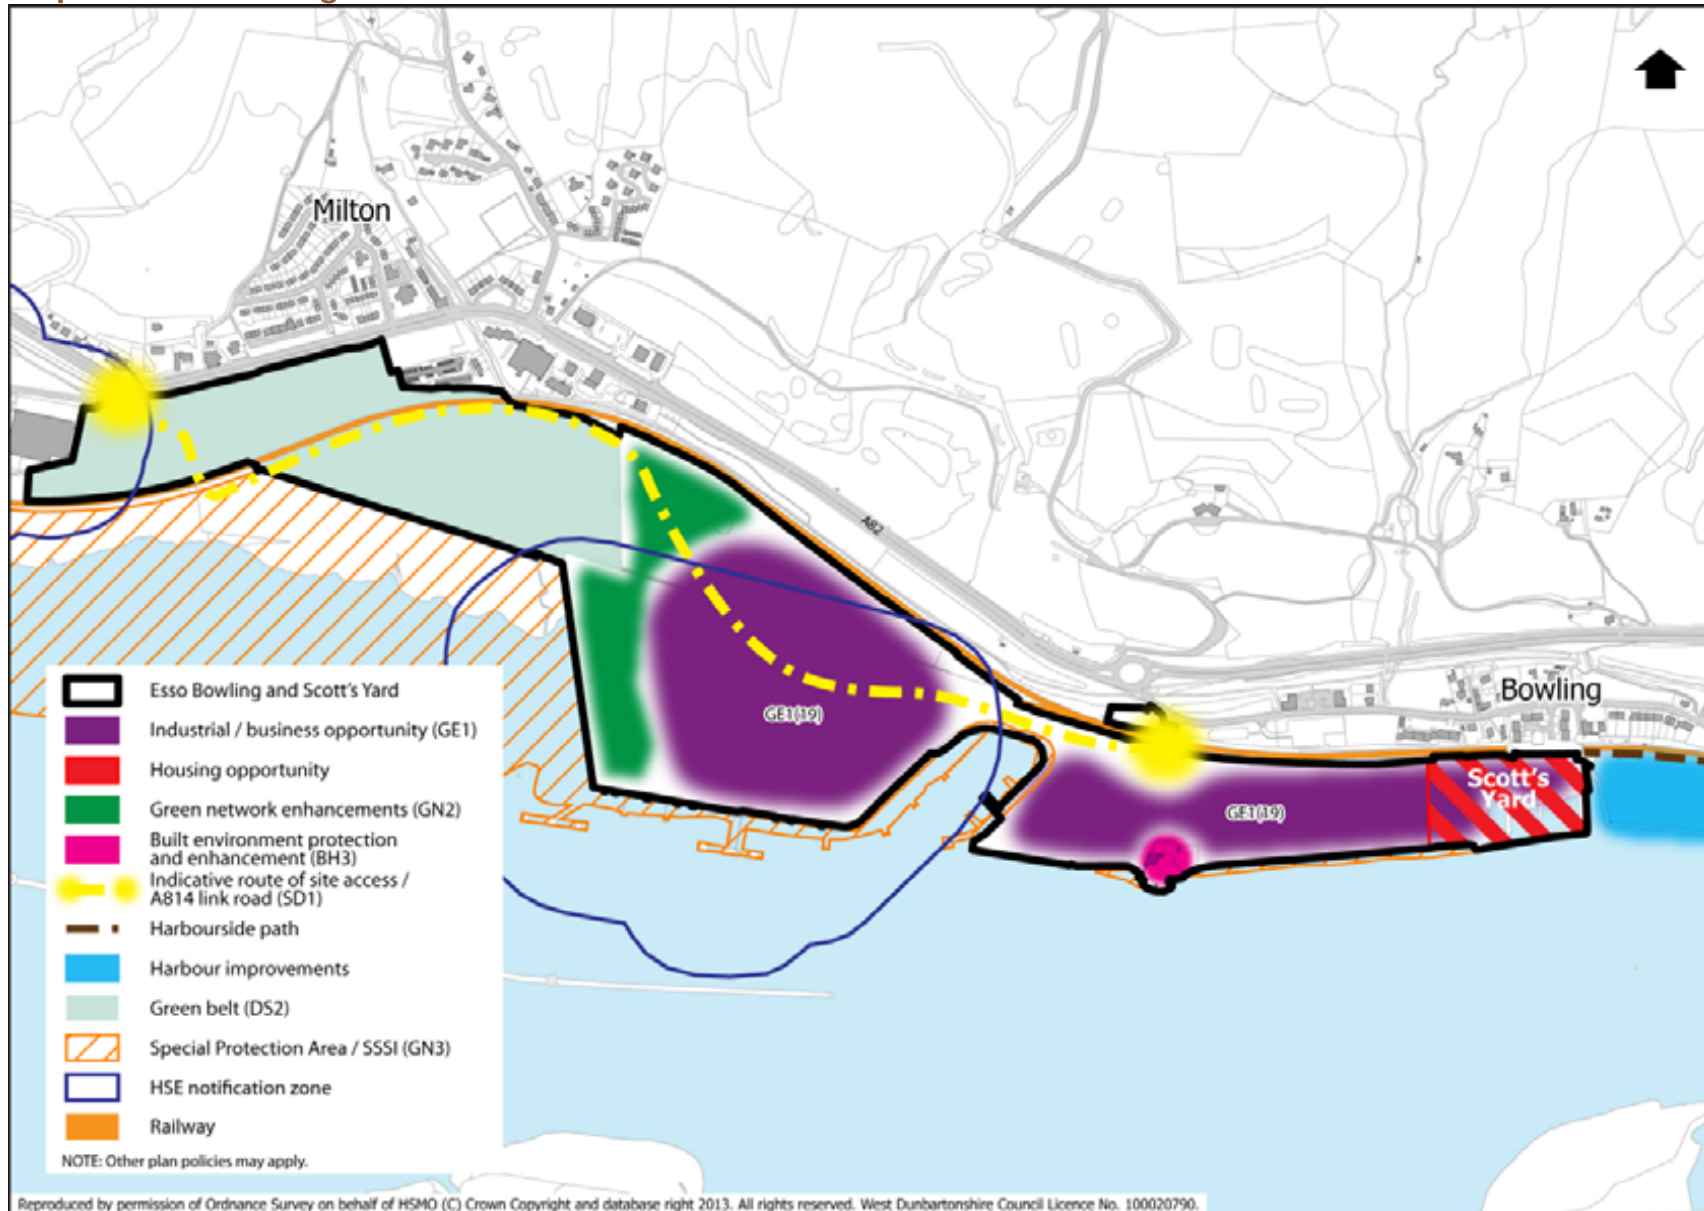 Milton
A82
Bowling
GE1(19)
Scott's
Yard
GE1(19)
Esso Bowling and Scott's Yard
Industrial / business opportunity (GE1)
Housing opportunity
Green network enhancements (GN2)
Built environment protection
and enhancement (BH3)
Indicative route of site access /
A814 link road (SD1)
Harbourside path
Harbour improvements
Green belt (DS2)
Special Protection Area / SSSI (GN3)
HSE notification zone
Railway
NOTE: Other plan policies may apply.
Reproduced by permission of Ordnance Survey on behalf of HSMO (C) Crown Copyright and database right 2013. All rights reserved. West Dunbartonshire Council Licence No. 100020790.